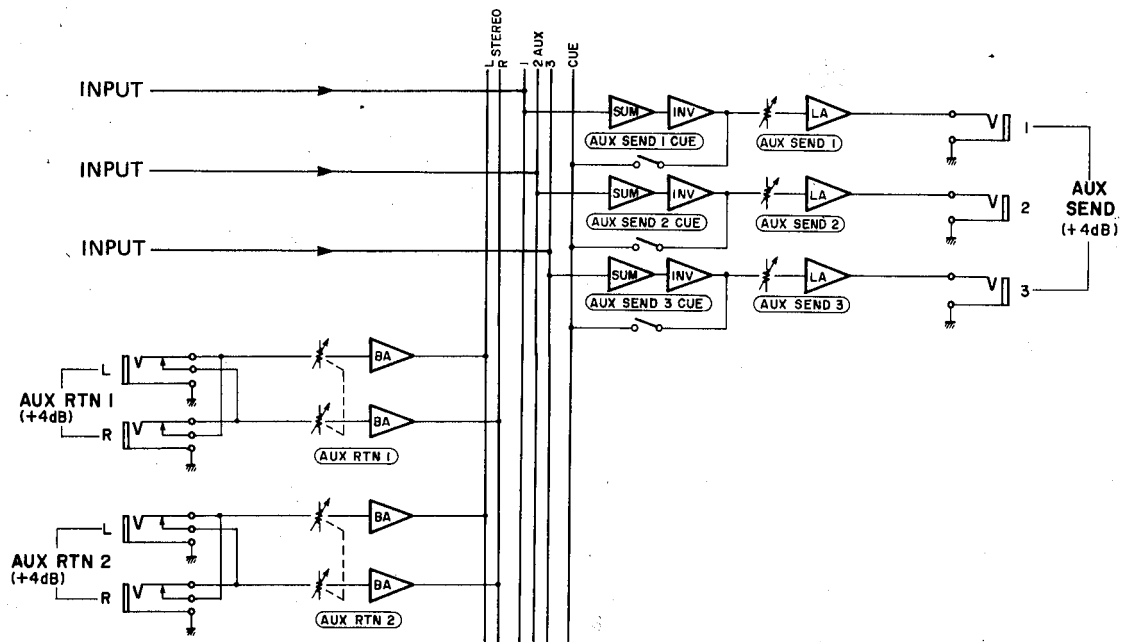 L STEREO
R
1
2 AUX
3
CUE
INPUT
INPUT
INPUT
SUM
INV
LA
AUX SEND 1 CUE
AUX SEND 1
1
SUM
INV
LA
AUX SEND 2 CUE
AUX SEND 2
2
SUM
INV
LA
AUX SEND 3 CUE
AUX SEND 3
3
AUX
SEND
(+4dB)
L
AUX RTN 1
(+4dB)
R
BA
BA
AUX RTN 1
L
AUX RTN 2
(+4dB)
R
BA
BA
AUX RTN 2